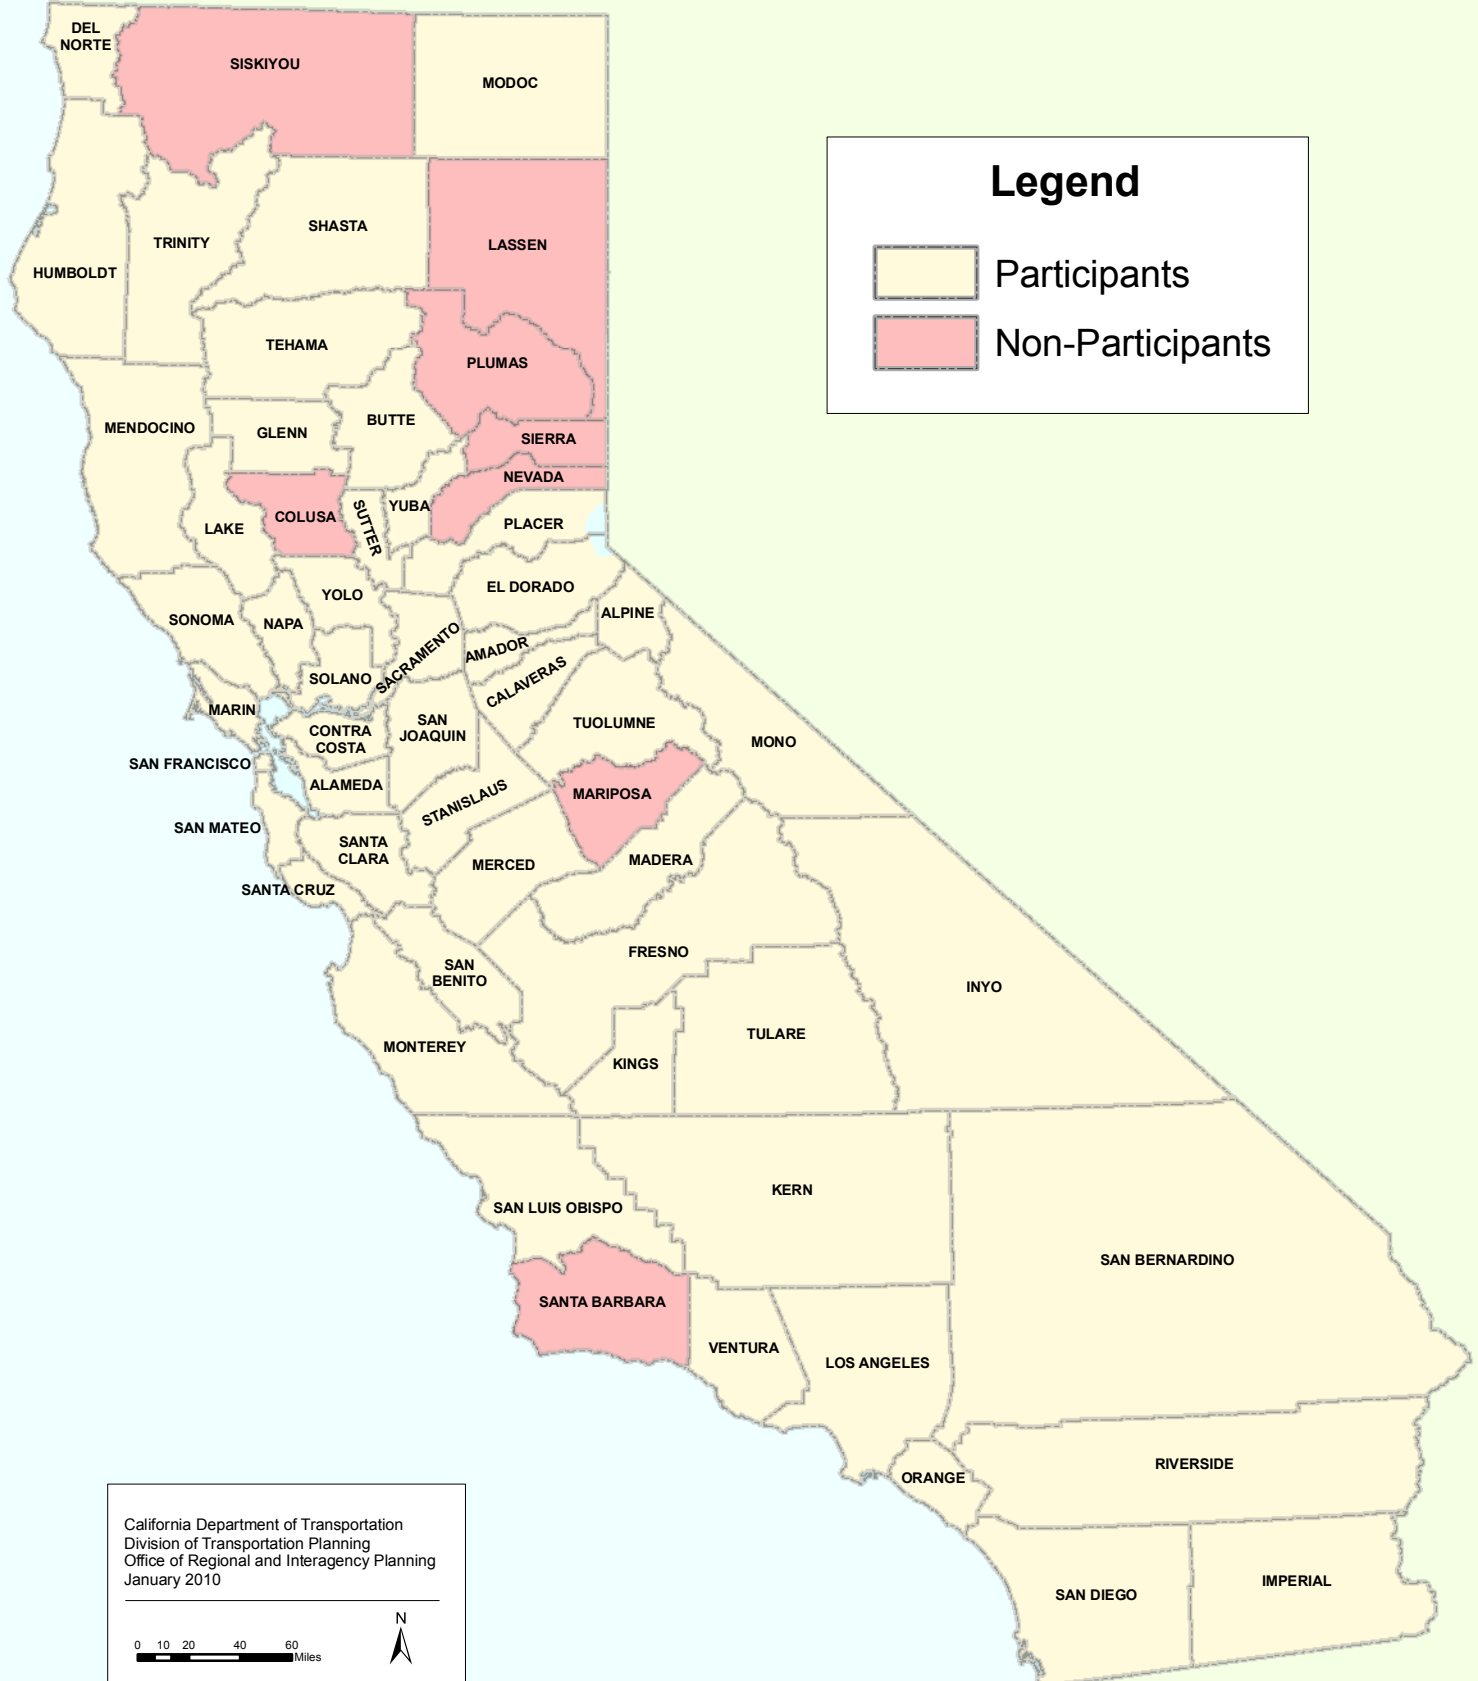 DEL
NORTE
SISKIYOU
MODOC
Legend
Participants
Non-Participants
SHASTA
TRINITY
LASSEN
HUMBOLDT
TEHAMA
PLUMAS
MENDOCINO
GLENN
BUTTE
SIERRA
NEVADA
COLUSA
SUTTER
YUBA
LAKE
PLACER
YOLO
EL DORADO
SONOMA
NAPA
ALPINE
SACRAMENTO
AMADOR
SOLANO
CALAVERAS
MARIN
CONTRA
COSTA
SAN
JOAQUIN
TUOLUMNE
MONO
SAN FRANCISCO
ALAMEDA
STANISLAUS
MARIPOSA
SAN MATEO
SANTA
CLARA
MERCED
MADERA
SANTA CRUZ
FRESNO
SAN
BENITO
INYO
MONTEREY
KINGS
TULARE
KERN
SAN LUIS OBISPO
SAN BERNARDINO
SANTA BARBARA
VENTURA
LOS ANGELES
RIVERSIDE
ORANGE
SAN DIEGO
IMPERIAL
California Department of Transportation
Division of Transportation Planning
Office of Regional and Interagency Planning
January 2010
N
0 10 20 40 60
Miles